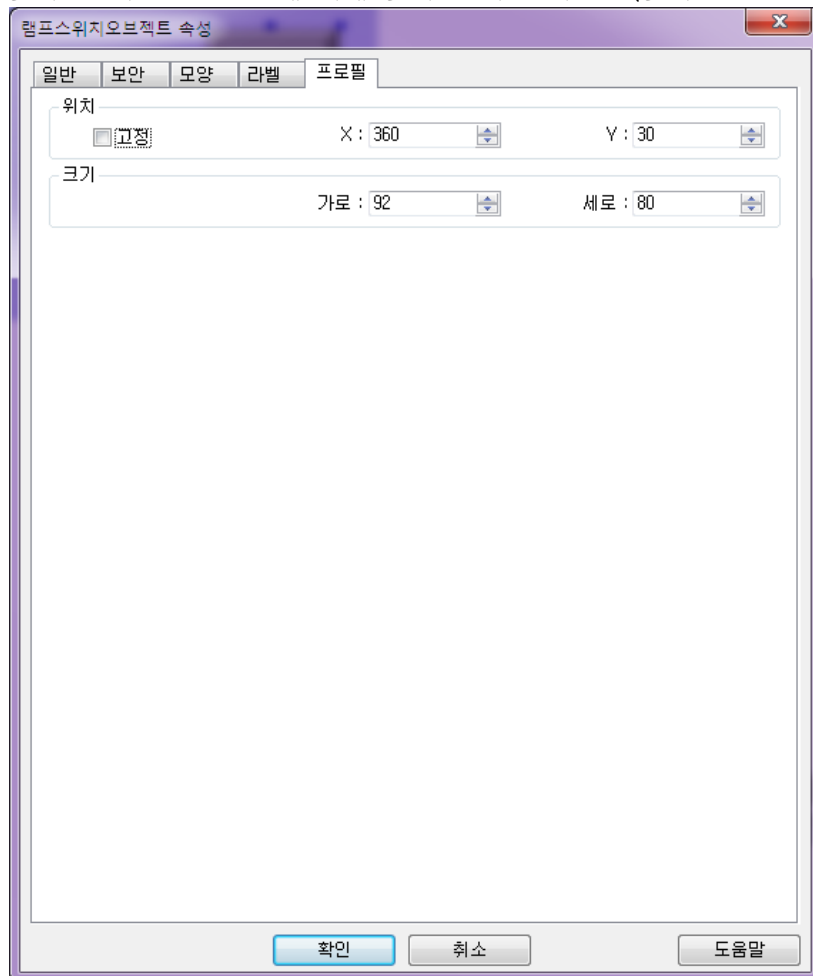 램프스위치오브젝트 속성
일반 보안 모양 라벨 프로필
위치
고정 X : 360 Y : 30
크기
가로 : 92 세로 : 80
확인 취소 도움말